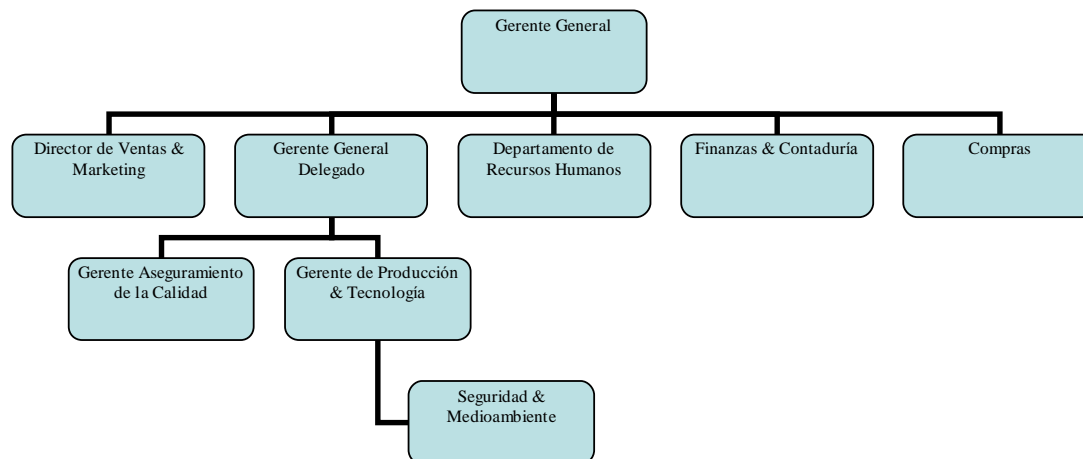 Gerente General
Director de Ventas &
Marketing
Gerente General
Delegado
Departamento de
Recursos Humanos
Finanzas & Contaduría
Compras
Gerente Aseguramiento
de la Calidad
Gerente de Producción
& Tecnología
Seguridad &
Medioambiente